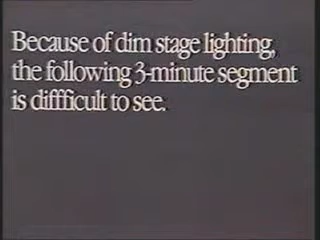 Because of dim stage lighting,
the following 3-minute segment
is diffficult to see.